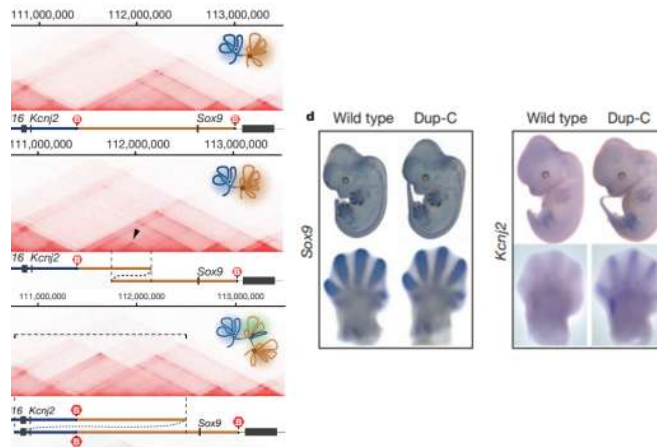 111,000,000 112,000,000 113,000,000
16 Kcnj2 B Sox9 B
111,000,000 112,000,000 113,000,000
16 Kcnj2 Sox9 B
111,000,000 112,000,000 113,000,000
16 Kcnj2 B Sox9 B
B
d
Wild type Dup-C
Sox9
Wild type Dup-C
Kcnj2